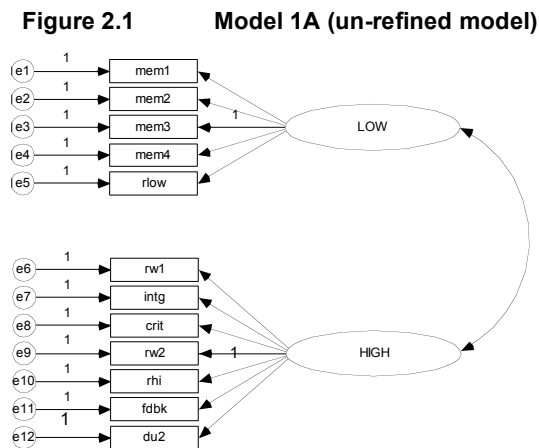 Figure 2.1 Model 1A (un-refined model)
e1 1 mem1
e2 1 mem2
e3 1 mem3 1 LOW
e4 1 mem4
e5 1 rlow
e6 1 rw1
e7 1 intg
e8 1 crit
e9 1 rw2 1 HIGH
e10 1 rhi
e11 1 fdbk
e12 1 du2